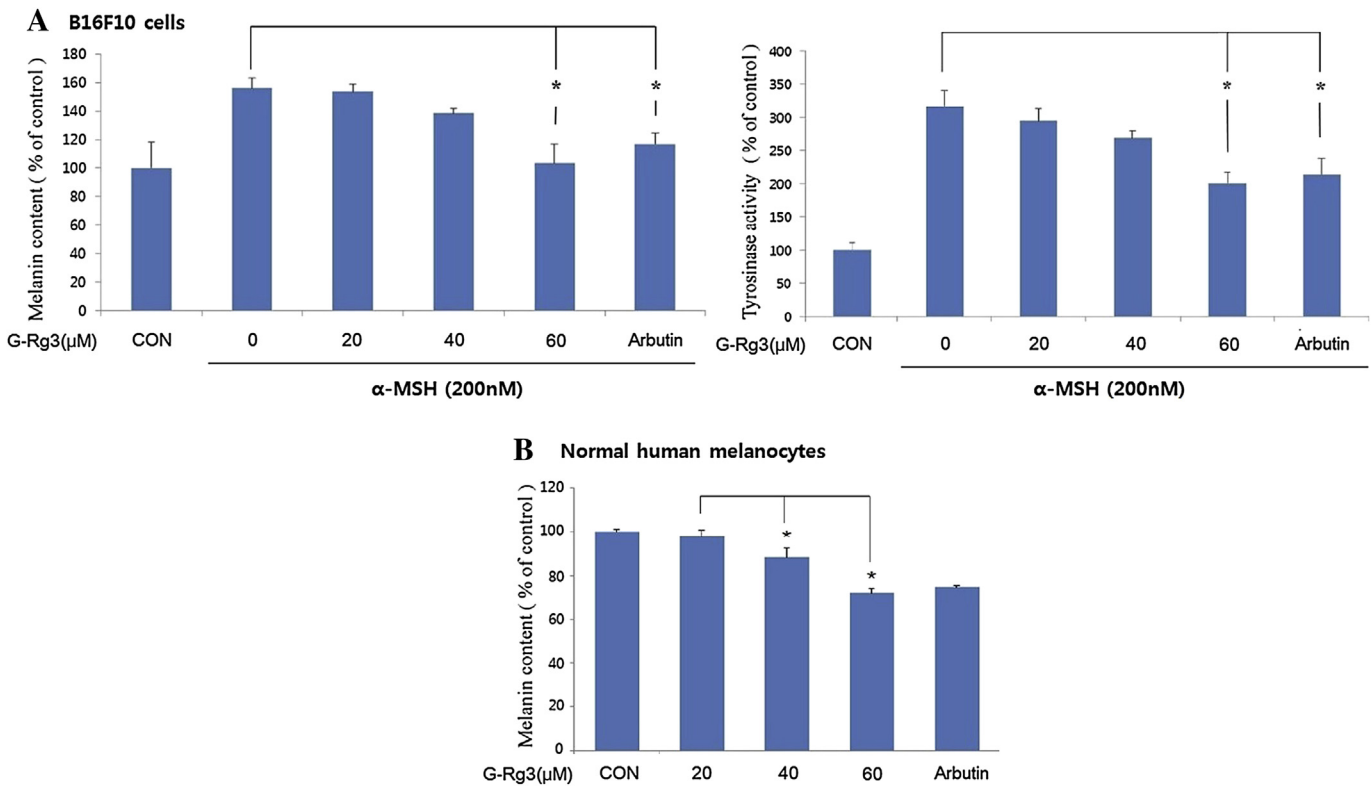 A B16F10 cells
Melanin content ( % of control)
180
160
140
120
100
80
60
40
20
0
* *
G-Rg3(μM) CON 0 20 40 60 Arbutin
α-MSH (200nM)
Tyrosinase activity ( % of control)
400
350
300
250
200
150
100
50
0
* *
G-Rg3(μM) CON 0 20 40 60 Arbutin
α-MSH (200nM)
B Normal human melanocytes
Melanin content ( % of control)
120
100
80
60
40
20
0
* *
G-Rg3(μM) CON 20 40 60 Arbutin